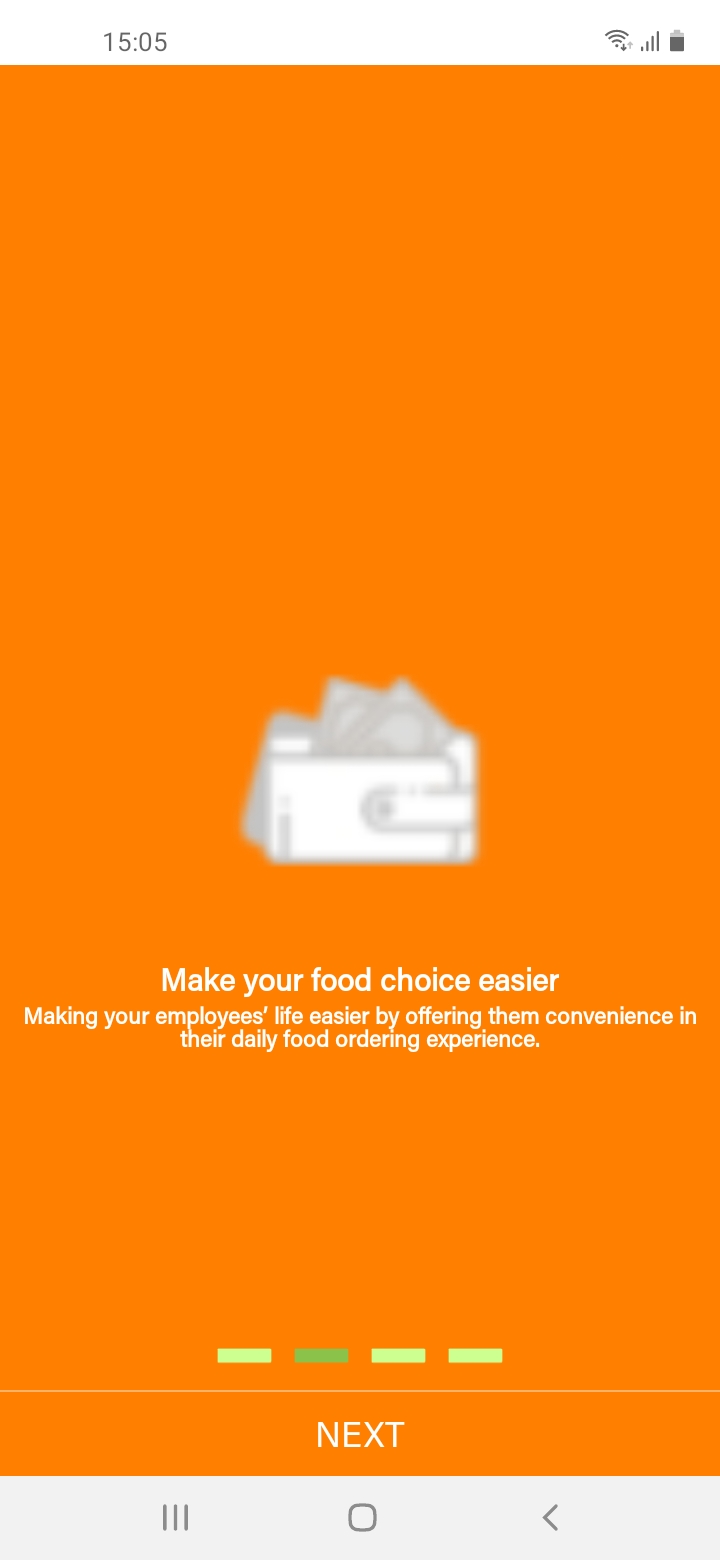 15:05
Make your food choice easier
Making your employees’ life easier by offering them convenience in
their daily food ordering experience.
NEXT